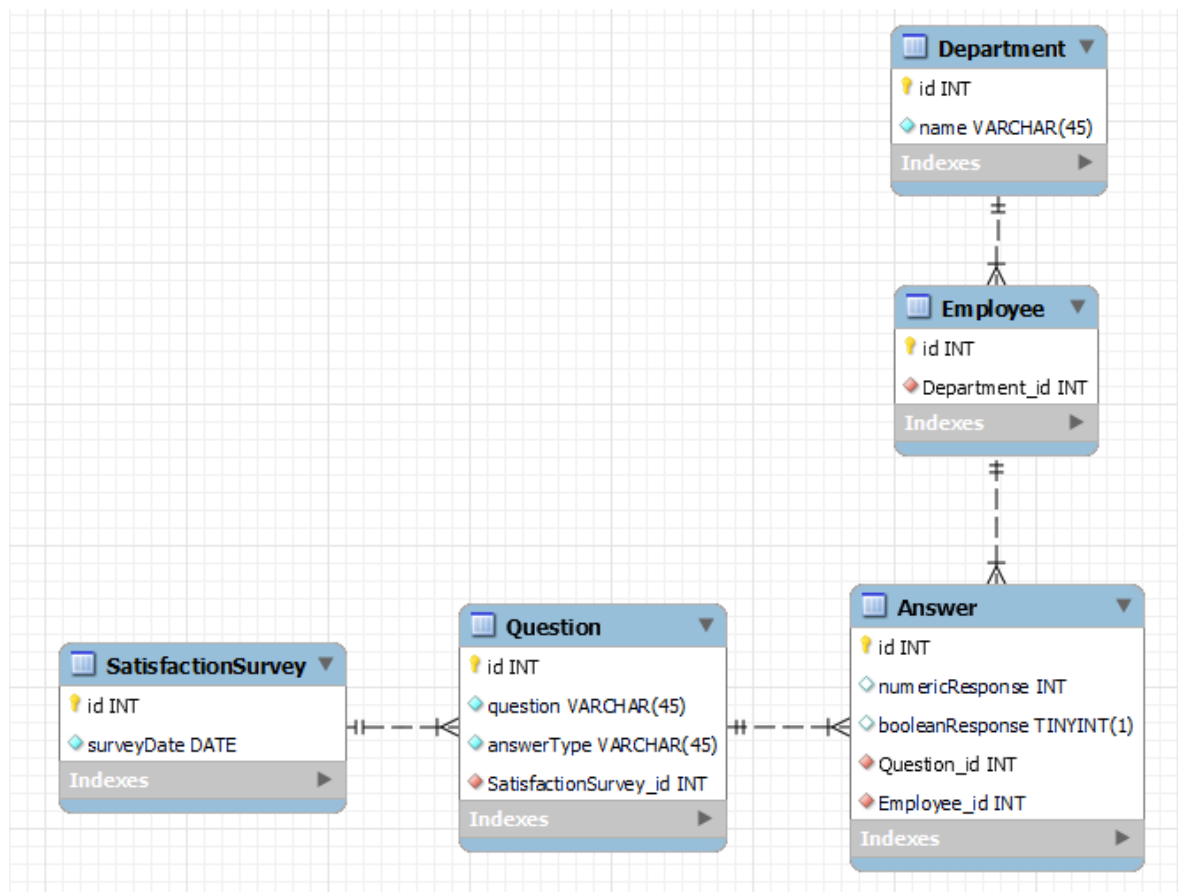 Department
id INT
name VARCHAR(45)
Indexes
Employee
id INT
Department_id INT
Indexes
SatisfactionSurvey
id INT
surveyDate DATE
Indexes
Question
id INT
question VARCHAR(45)
answerType VARCHAR(45)
SatisfactionSurvey_id INT
Indexes
Answer
id INT
numericResponse INT
booleanResponse TINYINT(1)
Question_id INT
Employee_id INT
Indexes